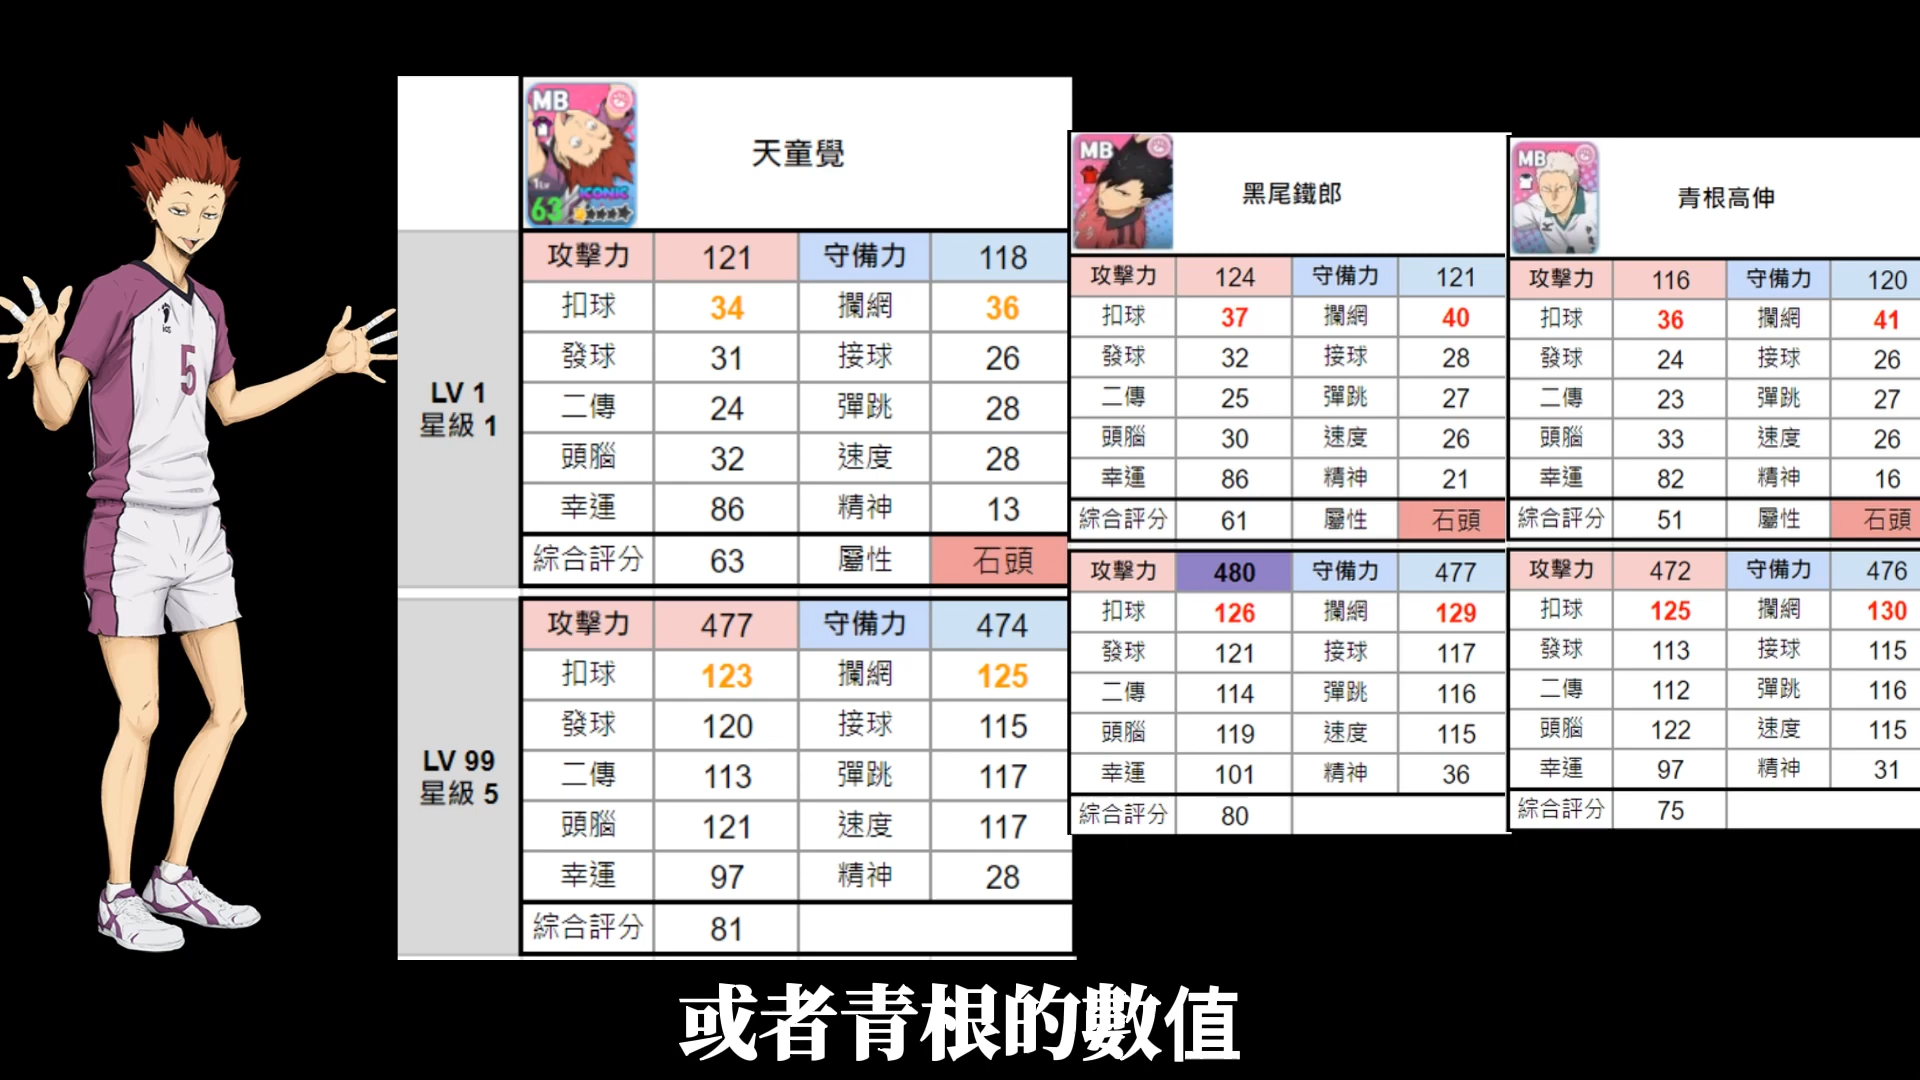 MB
1LV
ICONIC
63
天童覺
5
LV 1
星級 1
攻擊力 121 守備力 118
扣球 34 攔網 36
發球 31 接球 26
二傳 24 彈跳 28
頭腦 32 速度 28
幸運 86 精神 13
綜合評分 63 屬性 石頭
LV 99
星級 5
攻擊力 477 守備力 474
扣球 123 攔網 125
發球 120 接球 115
二傳 113 彈跳 117
頭腦 121 速度 117
幸運 97 精神 28
綜合評分 81
MB
黑尾鐵郎
攻擊力 124 守備力 121
扣球 37 攔網 40
發球 32 接球 28
二傳 25 彈跳 27
頭腦 30 速度 26
幸運 86 精神 21
綜合評分 61 屬性 石頭
攻擊力 480 守備力 477
扣球 126 攔網 129
發球 121 接球 117
二傳 114 彈跳 116
頭腦 119 速度 115
幸運 101 精神 36
綜合評分 80
MB
青根高伸
攻擊力 116 守備力 120
扣球 36 攔網 41
發球 24 接球 26
二傳 23 彈跳 27
頭腦 33 速度 26
幸運 82 精神 16
綜合評分 51 屬性 石頭
攻擊力 472 守備力 476
扣球 125 攔網 130
發球 113 接球 115
二傳 112 彈跳 116
頭腦 122 速度 115
幸運 97 精神 31
綜合評分 75
或者青根的數值